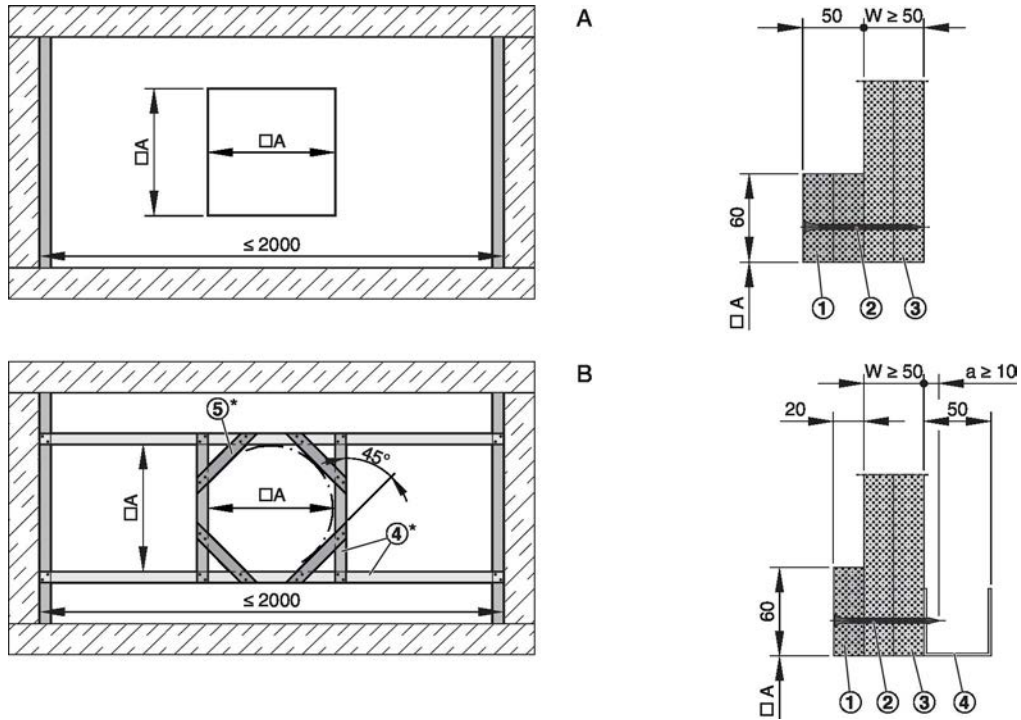 A
50 W ≥ 50
□A
□A
60
≤ 2000
□A
① ② ③
B
W ≥ 50 a ≥ 10
20 50
⑤*
45°
□A
□A
④*
60
≤ 2000
□A
① ② ③ ④